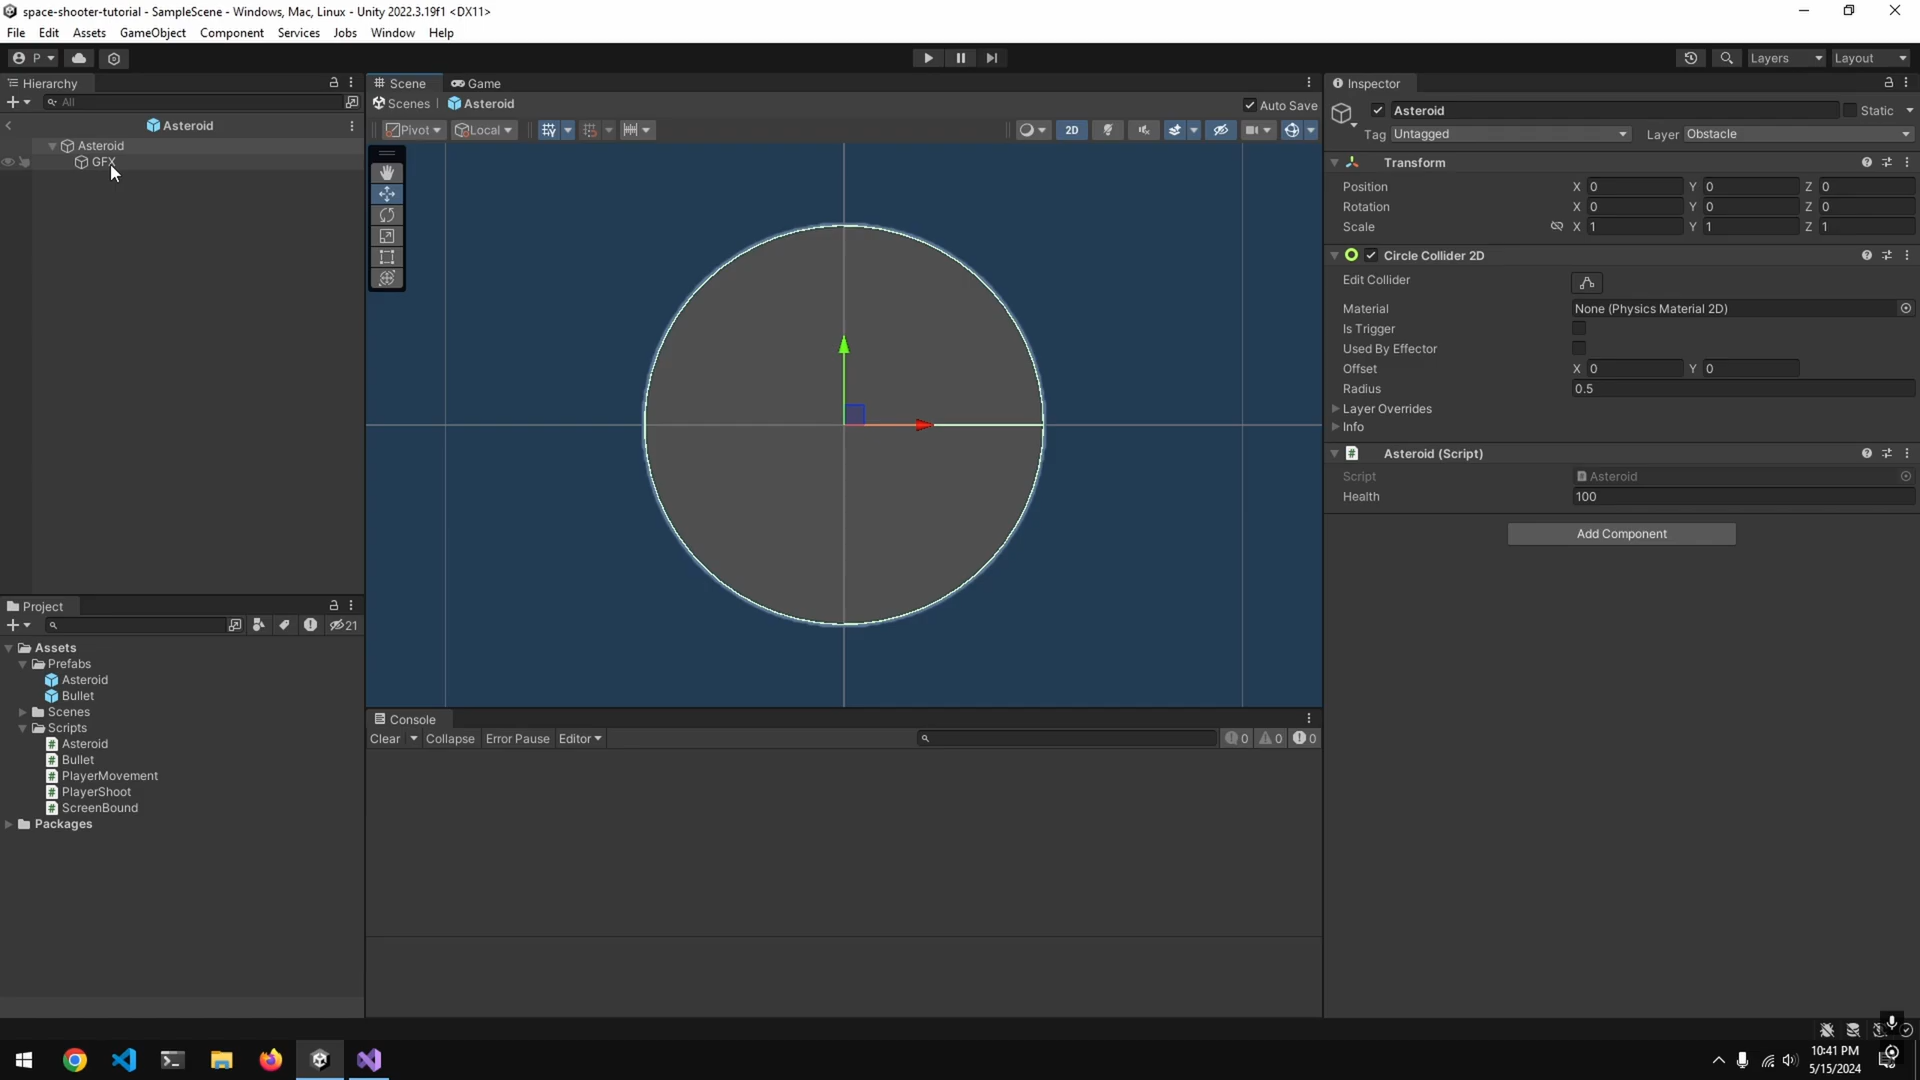 space-shooter-tutorial - SampleScene - Windows, Mac, Linux - Unity 2022.3.19f1 <DX11>
File Edit Assets GameObject Component Services Jobs Window Help
P
Layers
Layout
Hierarchy
All
Asteroid
Asteroid
GFX
Scene
Game
Scenes
Asteroid
Auto Save
Pivot
Local
2D
Inspector
Asteroid
Static
Tag
Untagged
Layer
Obstacle
Transform
Position X 0 Y 0 Z 0
Rotation X 0 Y 0 Z 0
Scale X 1 Y 1 Z 1
Circle Collider 2D
Edit Collider
Material None (Physics Material 2D)
Is Trigger
Used By Effector
Offset X 0 Y 0
Radius 0.5
Layer Overrides
Info
# Asteroid (Script)
Script # Asteroid
Health 100
Add Component
Project
21
Assets
Prefabs
Asteroid
Bullet
Scenes
Scripts
# Asteroid
# Bullet
# PlayerMovement
# PlayerShoot
# ScreenBound
Packages
Console
Clear Collapse Error Pause Editor
0 0 0
10:41 PM
5/15/2024